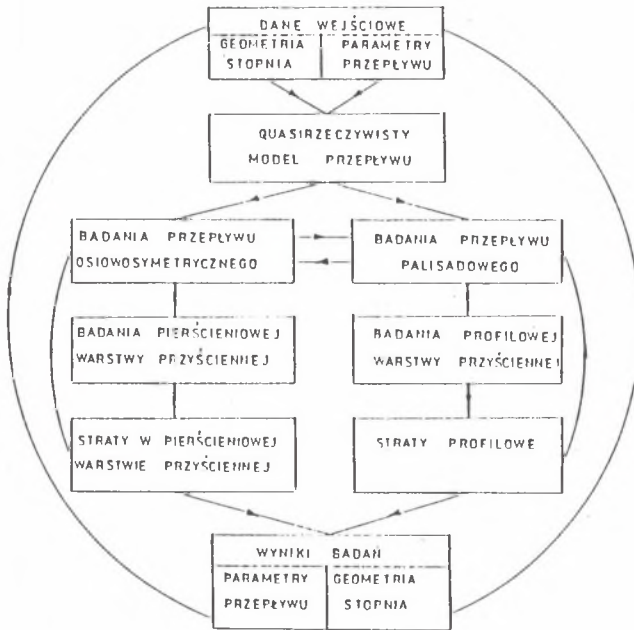 DANE WEJŚCIOWE
GEOMETRIA
STOPNIA
PARAMETRY
PRZEPŁYWU
QUASIRZECZYWISTY
MODEL PRZEPŁYWU
BADANIA PRZEPŁYWU
OSIOWOSYMETRYCZNEGO
BADANIA PRZEPŁYWU
PALISADOWEGO
BADANIA PIERŚCIENIOWEJ
WARSTWY PRZYŚCIENNEJ
BADANIA PROFILOWEJ
WARSTWY PRZYŚCIENNEJ
STRATY W PIERŚCIENIOWEJ
WARSTWIE PRZYŚCIENNEJ
STRATY PROFILOWE
WYNIKI BADAŃ
PARAMETRY
PRZEPŁYWU
GEOMETRIA
STOPNIA